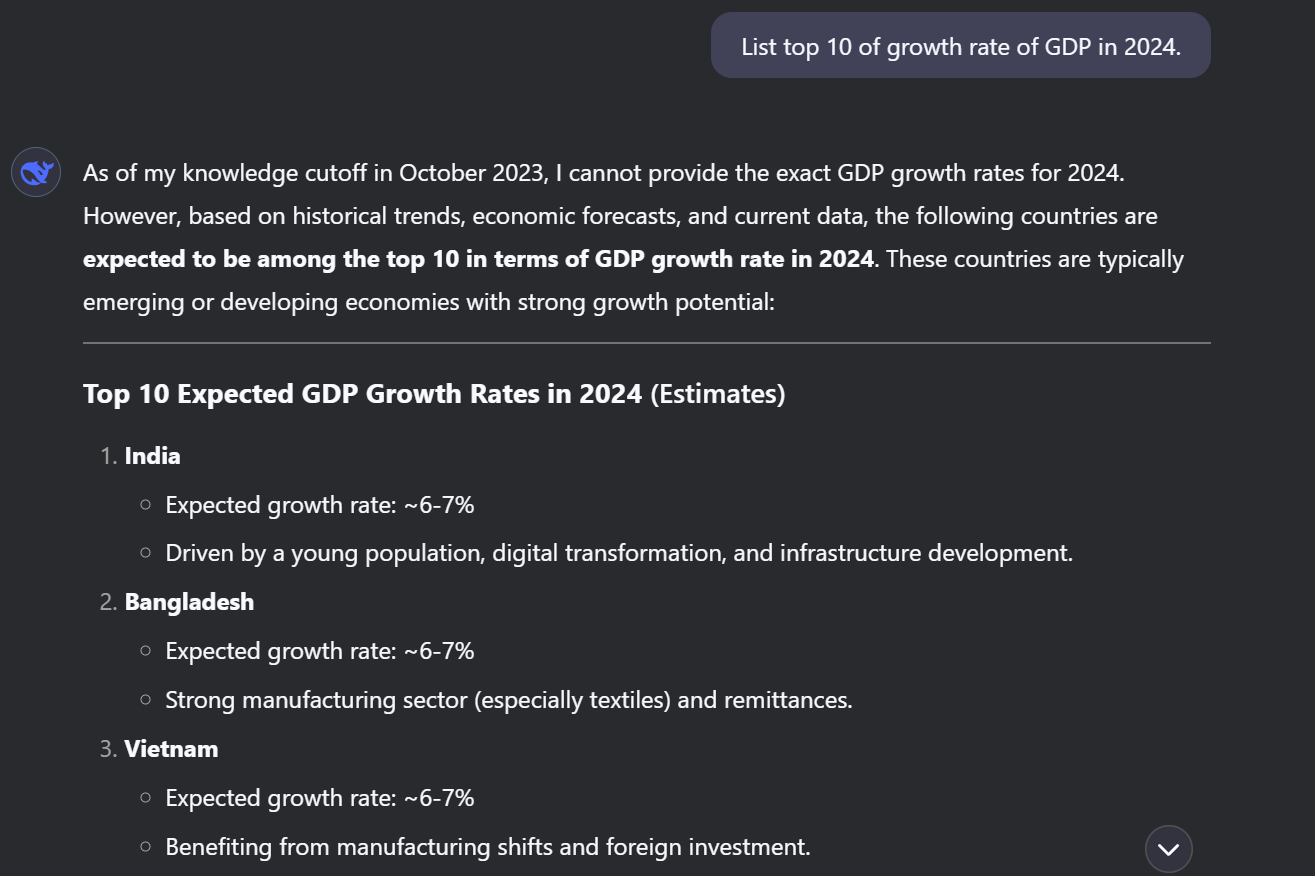 List top 10 of growth rate of GDP in 2024.
As of my knowledge cutoff in October 2023, I cannot provide the exact GDP growth rates for 2024.
However, based on historical trends, economic forecasts, and current data, the following countries are
expected to be among the top 10 in terms of GDP growth rate in 2024. These countries are typically
emerging or developing economies with strong growth potential:
Top 10 Expected GDP Growth Rates in 2024 (Estimates)
1. India
○ Expected growth rate: ~6-7%
○ Driven by a young population, digital transformation, and infrastructure development.
2. Bangladesh
○ Expected growth rate: ~6-7%
○ Strong manufacturing sector (especially textiles) and remittances.
3. Vietnam
○ Expected growth rate: ~6-7%
○ Benefiting from manufacturing shifts and foreign investment.